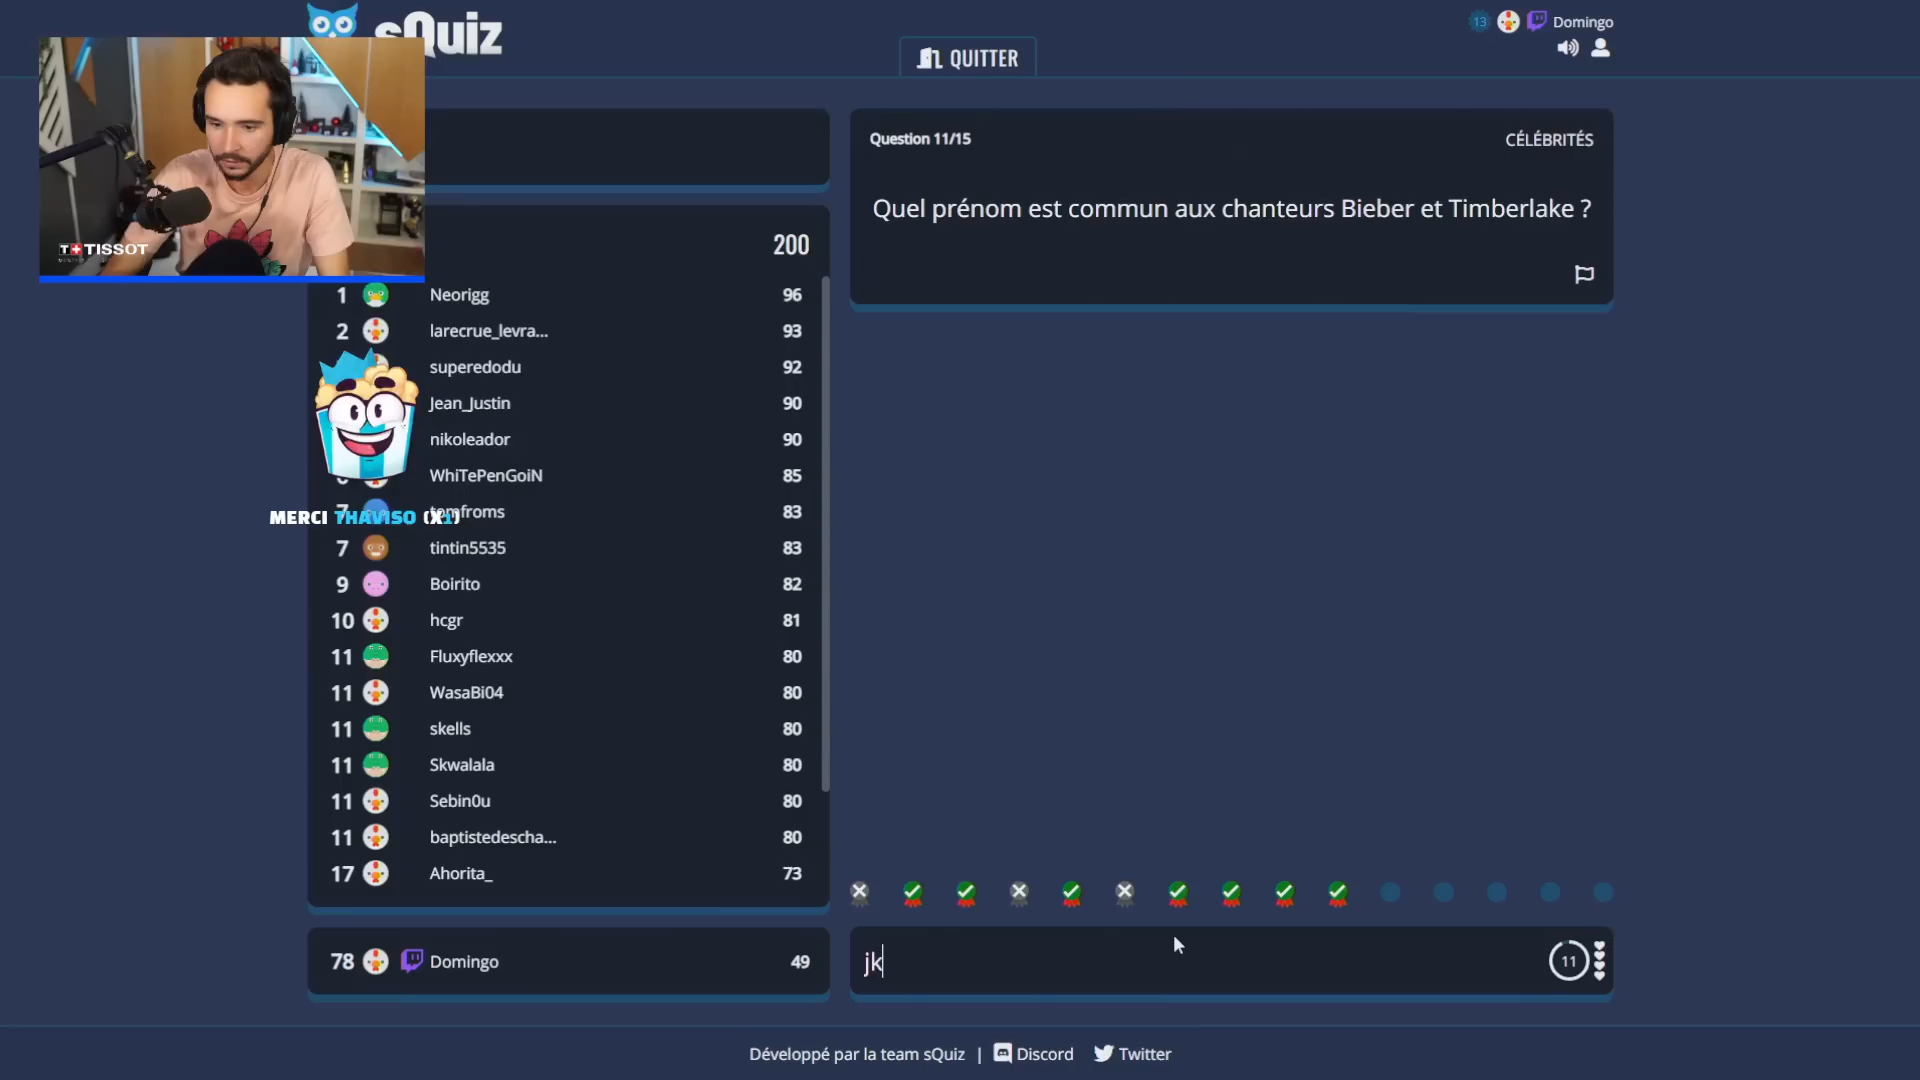 sQuiz
QUITTER
13 Domingo
TISSOT
Question 11/15
CÉLÉBRITÉS
Quel prénom est commun aux chanteurs Bieber et Timberlake ?
200
1 Neorigg 96
2 larecrue_levra... 93
superedodu 92
Jean_Justin 90
nikoleador 90
WhiTePenGoiN 85
7 tomfroms 83
MERCI THAVISO (X1)
7 tintin5535 83
9 Boirito 82
10 hcgr 81
11 Fluxyflexxx 80
11 WasaBi04 80
11 skells 80
11 Skwalala 80
11 Sebin0u 80
11 baptistedescha... 80
17 Ahorita_ 73
78 Domingo 49
jk
11
Développé par la team sQuiz | Discord Twitter